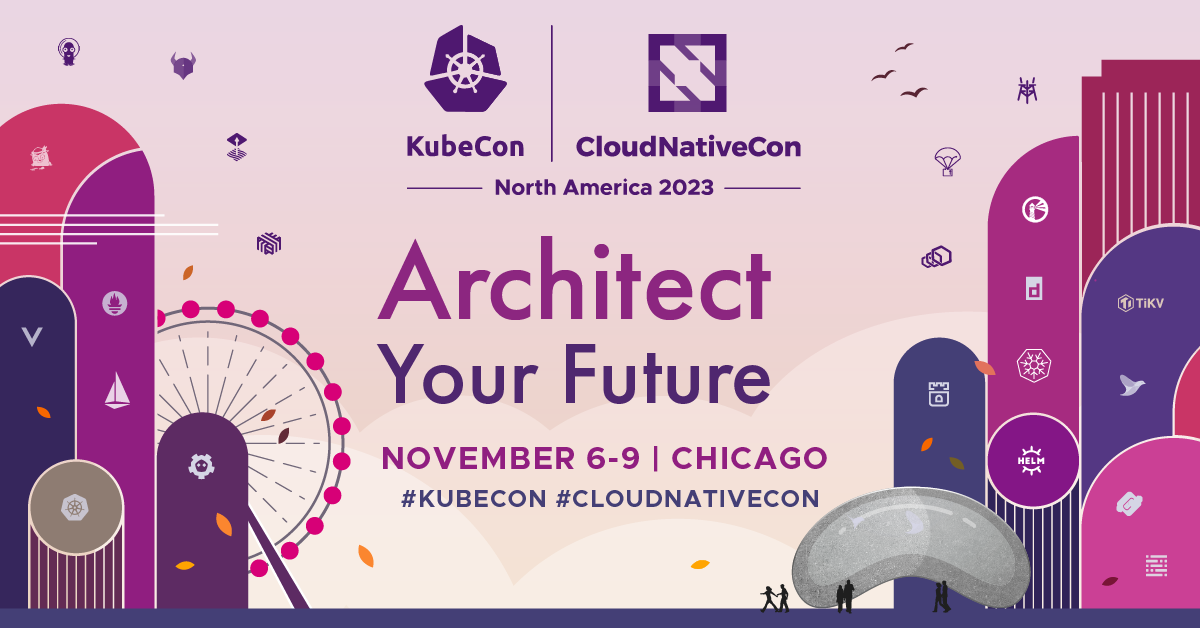 KubeCon
CloudNativeCon
North America 2023
Architect
Your Future
NOVEMBER 6-9 | CHICAGO
#KUBECON #CLOUDNATIVECON
TiKV
HELM